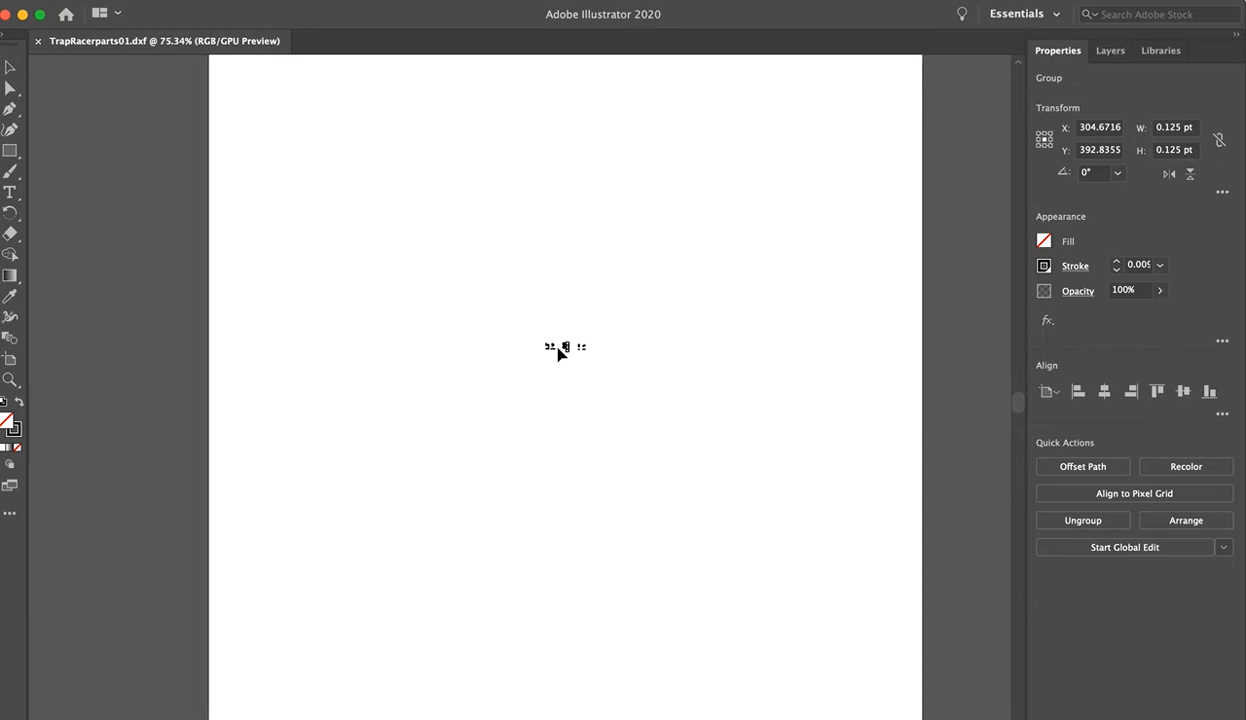 Adobe Illustrator 2020
Essentials
Search Adobe Stock
× TrapRacerparts01.dxf @ 75.34% (RGB/GPU Preview)
Properties Layers Libraries
Group
Transform
X: 304.6716 W: 0.125 pt
Y: 392.8355 H: 0.125 pt
0°
Appearance
Fill
Stroke 0.009
Opacity 100%
fx.
Align
Quick Actions
Offset Path Recolor
Align to Pixel Grid
Ungroup Arrange
Start Global Edit